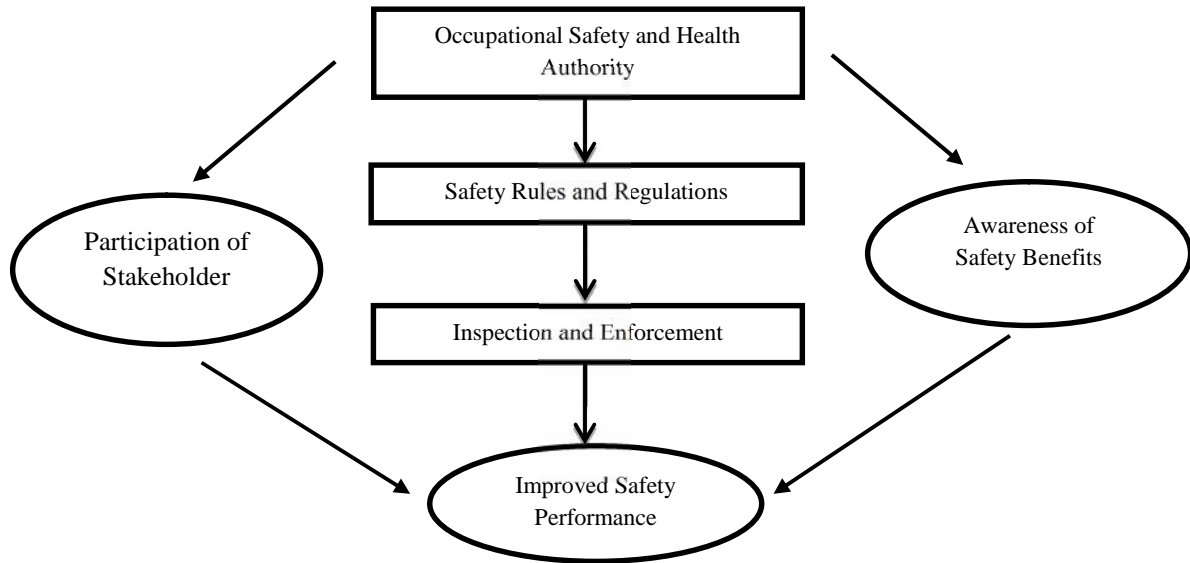 Occupational Safety and Health
Authority
Safety Rules and Regulations
Participation of
Stakeholder
Awareness of
Safety Benefits
Inspection and Enforcement
Improved Safety
Performance